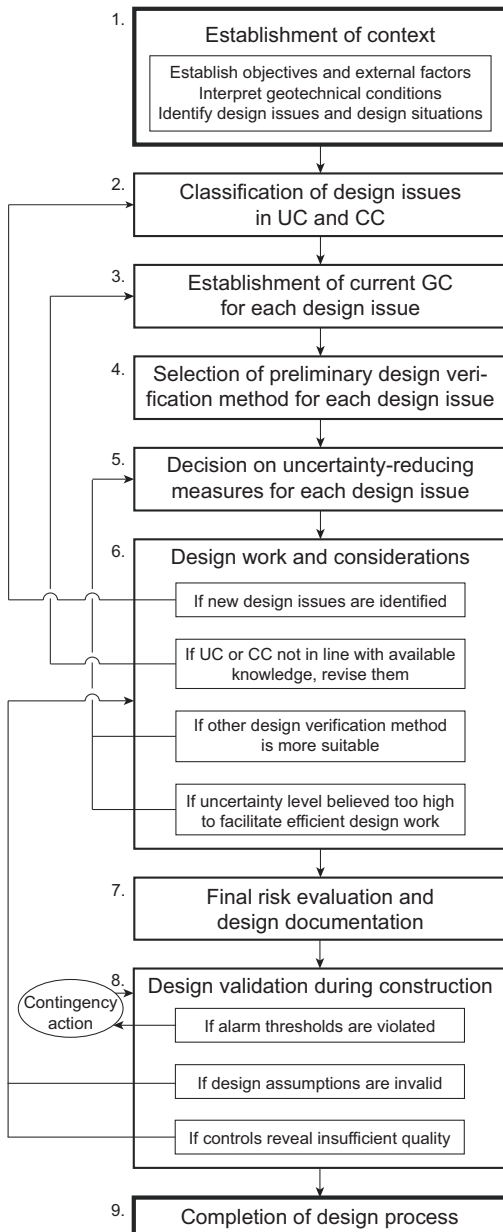 1.
Establishment of context
Establish objectives and external factors
Interpret geotechnical conditions
Identify design issues and design situations
2.
Classification of design issues
in UC and CC
3.
Establishment of current GC
for each design issue
4.
Selection of preliminary design veri-
fication method for each design issue
5.
Decision on uncertainty-reducing
measures for each design issue
6.
Design work and considerations
If new design issues are identified
If UC or CC not in line with available
knowledge, revise them
If other design verification method
is more suitable
If uncertainty level believed too high
to facilitate efficient design work
7.
Final risk evaluation and
design documentation
8.
Design validation during construction
Contingency
action
If alarm thresholds are violated
If design assumptions are invalid
If controls reveal insufficient quality
9.
Completion of design process